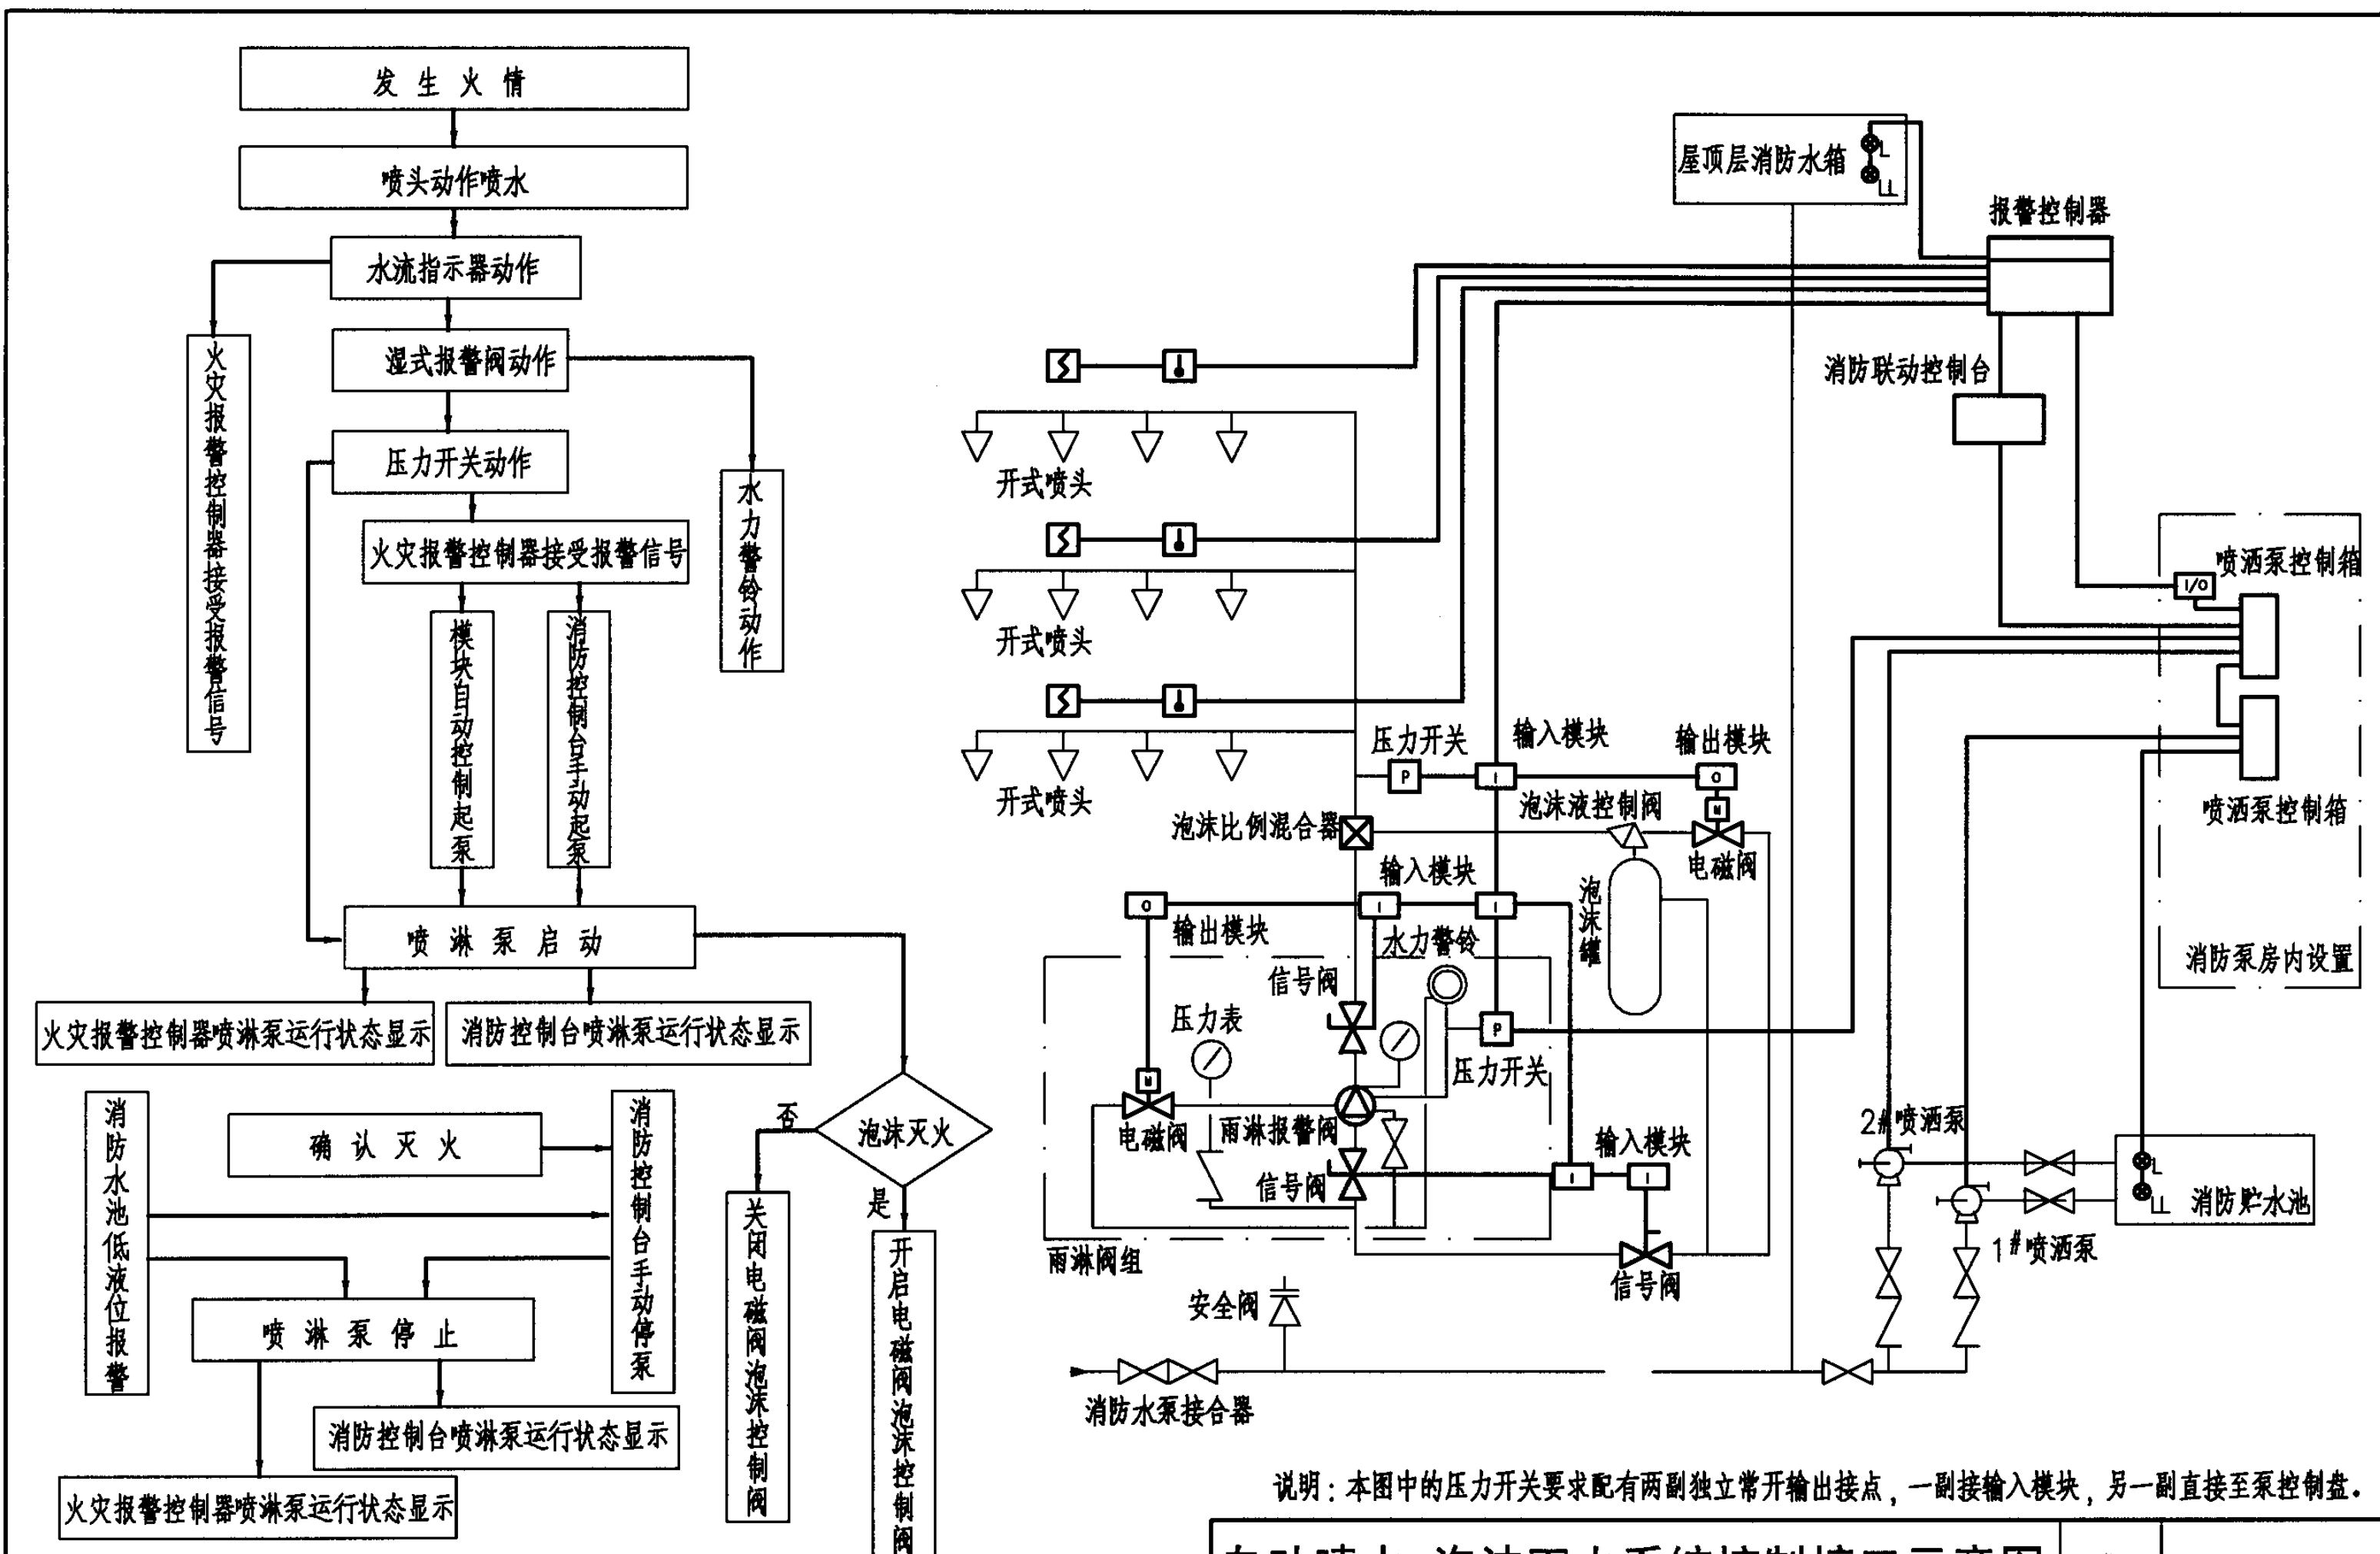 发生火情
喷头动作喷水
水流指示器动作
湿式报警阀动作
压力开关动作
火灾报警控制器接受报警信号
火灾报警控制器接受报警信号
水力警铃动作
模块自动控制起泵
消防控制台手动起泵
喷淋泵启动
火灾报警控制器喷淋泵运行状态显示
消防控制台喷淋泵运行状态显示
消防水池低液位报警
确认灭火
消防控制台手动停泵
喷淋泵停止
消防控制台喷淋泵运行状态显示
火灾报警控制器喷淋泵运行状态显示
泡沫灭火
否
是
关闭电磁阀泡沫控制阀
开启电磁阀泡沫控制阀
屋顶层消防水箱
L
LL
报警控制器
消防联动控制台
开式喷头
开式喷头
开式喷头
喷洒泵控制箱
I/O
喷洒泵控制箱
消防泵房内设置
压力开关
输入模块
输出模块
P
I
O
M
泡沫液控制阀
泡沫比例混合器
电磁阀
输入模块
泡沫罐
O
I
I
输出模块
水力警铃
信号阀
压力表
P
压力开关
M
电磁阀
雨淋报警阀
信号阀
输入模块
I
I
雨淋阀组
信号阀
2#喷洒泵
1#喷洒泵
L
LL
消防贮水池
安全阀
消防水泵接合器
说明：本图中的压力开关要求配有两副独立常开输出接点，一副接输入模块，另一副直接至泵控制盘。